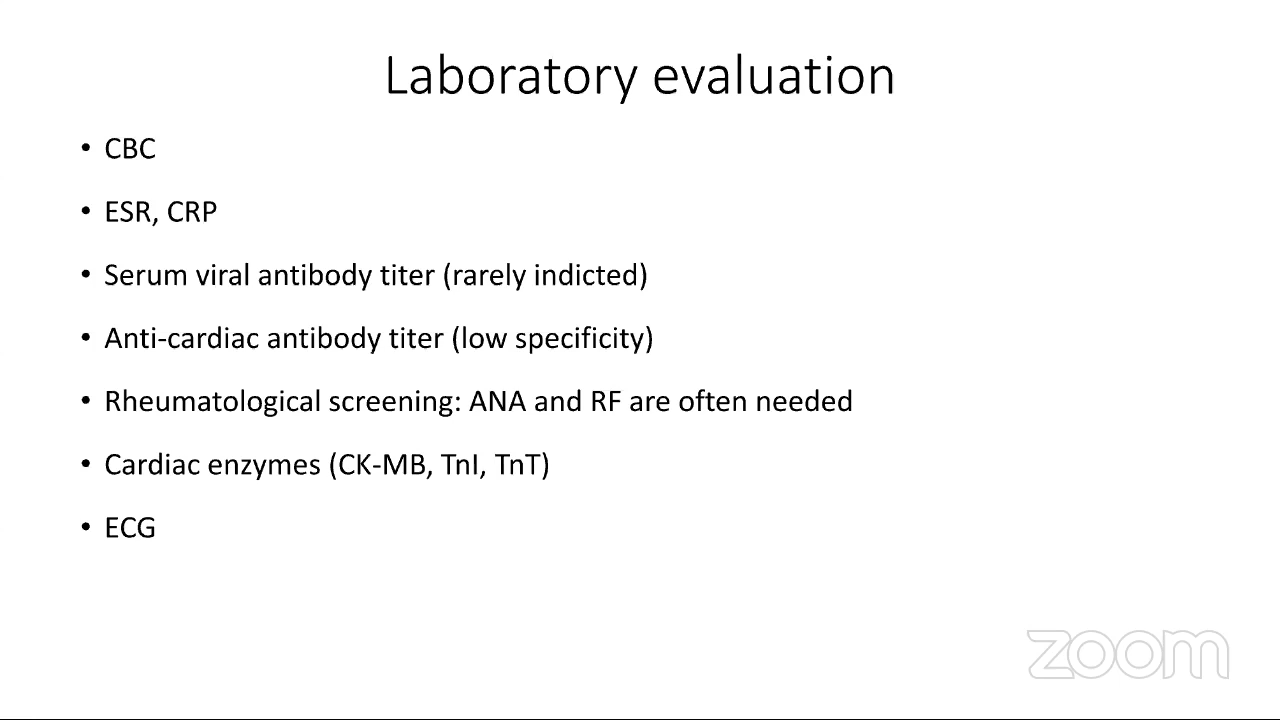 Laboratory evaluation
• CBC
• ESR, CRP
• Serum viral antibody titer (rarely indicted)
• Anti-cardiac antibody titer (low specificity)
• Rheumatological screening: ANA and RF are often needed
• Cardiac enzymes (CK-MB, TnI, TnT)
• ECG
zoom